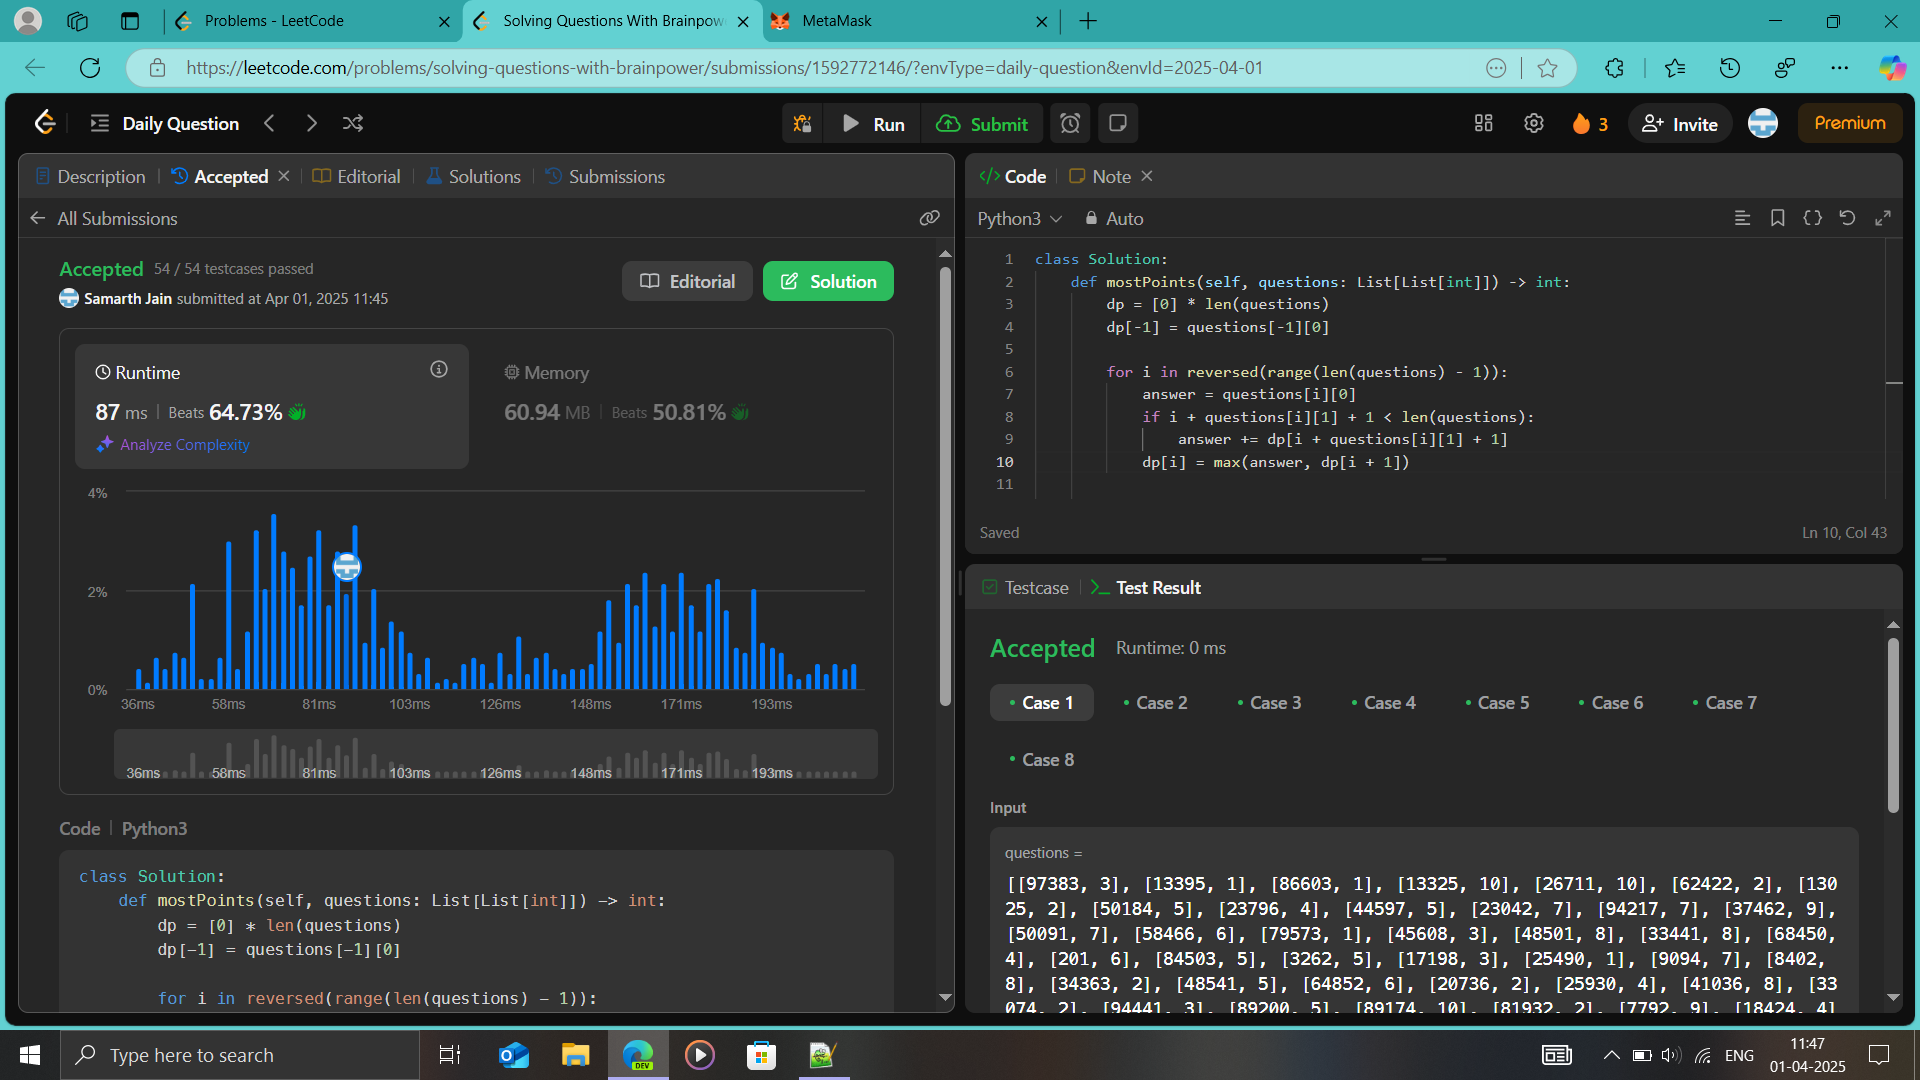 Problems - LeetCode
Solving Questions With Brainpow
MetaMask
https://leetcode.com/problems/solving-questions-with-brainpower/submissions/1592772146/?envType=daily-question&envId=2025-04-01
Daily Question
Run
Submit
3
Invite
Premium
Description
Accepted
Editorial
Solutions
Submissions
All Submissions
Accepted 54 / 54 testcases passed
Samarth Jain submitted at Apr 01, 2025 11:45
Editorial
Solution
Runtime
87 ms | Beats 64.73%
Analyze Complexity
Memory
60.94 MB | Beats 50.81%
4%
2%
0%
36ms 58ms 81ms 103ms 126ms 148ms 171ms 193ms
36ms 58ms 81ms 103ms 126ms 148ms 171ms 193ms
Code | Python3
class Solution:
    def mostPoints(self, questions: List[List[int]]) -> int:
        dp = [0] * len(questions)
        dp[-1] = questions[-1][0]
        for i in reversed(range(len(questions) - 1)):
Code
Note
Python3
Auto
1 class Solution:
2     def mostPoints(self, questions: List[List[int]]) -> int:
3         dp = [0] * len(questions)
4         dp[-1] = questions[-1][0]
5
6         for i in reversed(range(len(questions) - 1)):
7             answer = questions[i][0]
8             if i + questions[i][1] + 1 < len(questions):
9                 answer += dp[i + questions[i][1] + 1]
10             dp[i] = max(answer, dp[i + 1])
11
Saved
Ln 10, Col 43
Testcase
Test Result
Accepted Runtime: 0 ms
Case 1 Case 2 Case 3 Case 4 Case 5 Case 6 Case 7
Case 8
Input
questions =
[[97383, 3], [13395, 1], [86603, 1], [13325, 10], [26711, 10], [62422, 2], [130
25, 2], [50184, 5], [23796, 4], [44597, 5], [23042, 7], [94217, 7], [37462, 9],
[50091, 7], [58466, 6], [79573, 1], [45608, 3], [48501, 8], [33441, 8], [68450,
4], [201, 6], [84503, 5], [3262, 5], [17198, 3], [25490, 1], [9094, 7], [8402,
8], [34363, 2], [48541, 5], [64852, 6], [20736, 2], [25930, 4], [41036, 8], [33
074, 2], [94441, 3], [89200, 5], [89174, 10], [81932, 2], [7792, 9], [18424, 4]
Type here to search
DEV
ENG
11:47
01-04-2025